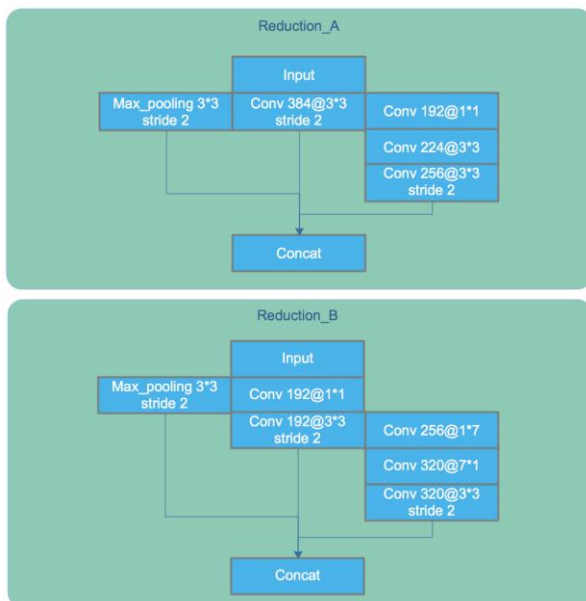 Reduction_A
Input
Max_pooling 3*3
stride 2
Conv 384@3*3
stride 2
Conv 192@1*1
Conv 224@3*3
Conv 256@3*3
stride 2
Concat
Reduction_B
Input
Max_pooling 3*3
stride 2
Conv 192@1*1
Conv 192@3*3
stride 2
Conv 256@1*7
Conv 320@7*1
Conv 320@3*3
stride 2
Concat